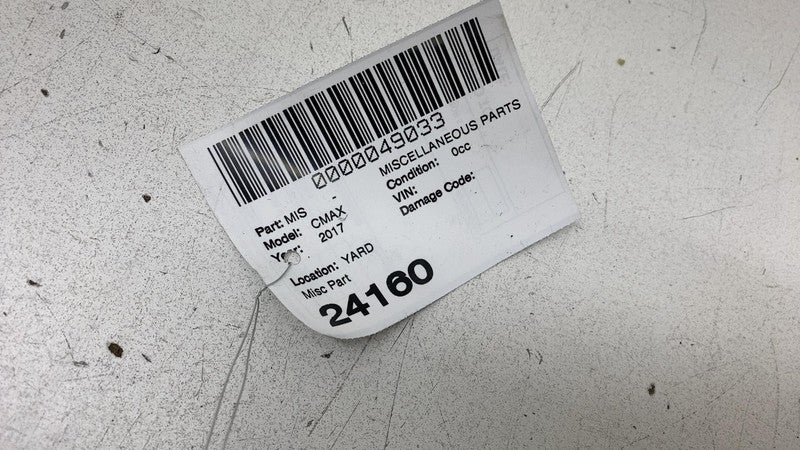 0000049033
Part: MIS - MISCELLANEOUS PARTS
Model: CMAX Condition: 0cc
Year: 2017 VIN:
Damage Code:
Location: YARD
Misc Part
24160